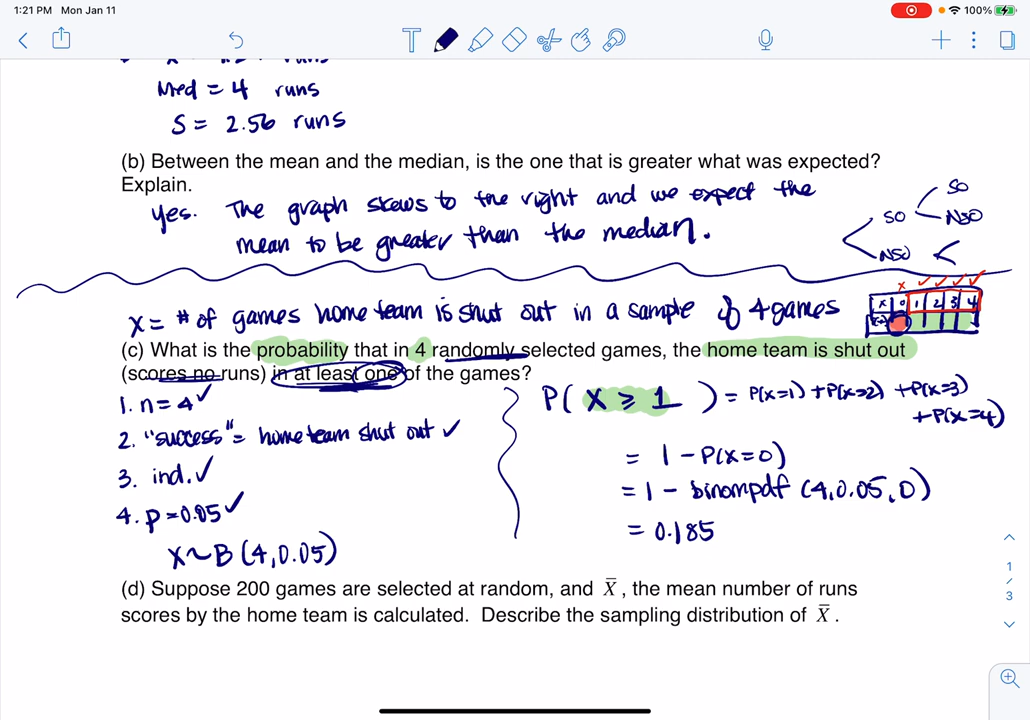 1:21 PM Mon Jan 11
100%
Med = 4 runs
S = 2.56 runs
(b) Between the mean and the median, is the one that is greater what was expected?
Explain.
Yes. The graph skews to the right and we expect the
mean to be greater than the median.
SO
SO
NSO
NSO
X = # of games home team is shut out in a sample of 4 games
X 0 1 2 3 4
(c) What is the probability that in 4 randomly selected games, the home team is shut out
(scores no runs) in at least one of the games?
1. n = 4
2. "success" = home team shut out
3. ind.
4. p = 0.05
X ~ B (4, 0.05)
P( X ≥ 1 ) = P(X=1) + P(X=2) + P(X=3)
+ P(X=4)
= 1 - P(X=0)
= 1 - binompdf (4, 0.05, 0)
= 0.185
(d) Suppose 200 games are selected at random, and X̅, the mean number of runs
scores by the home team is calculated. Describe the sampling distribution of X̅.
1
/
3